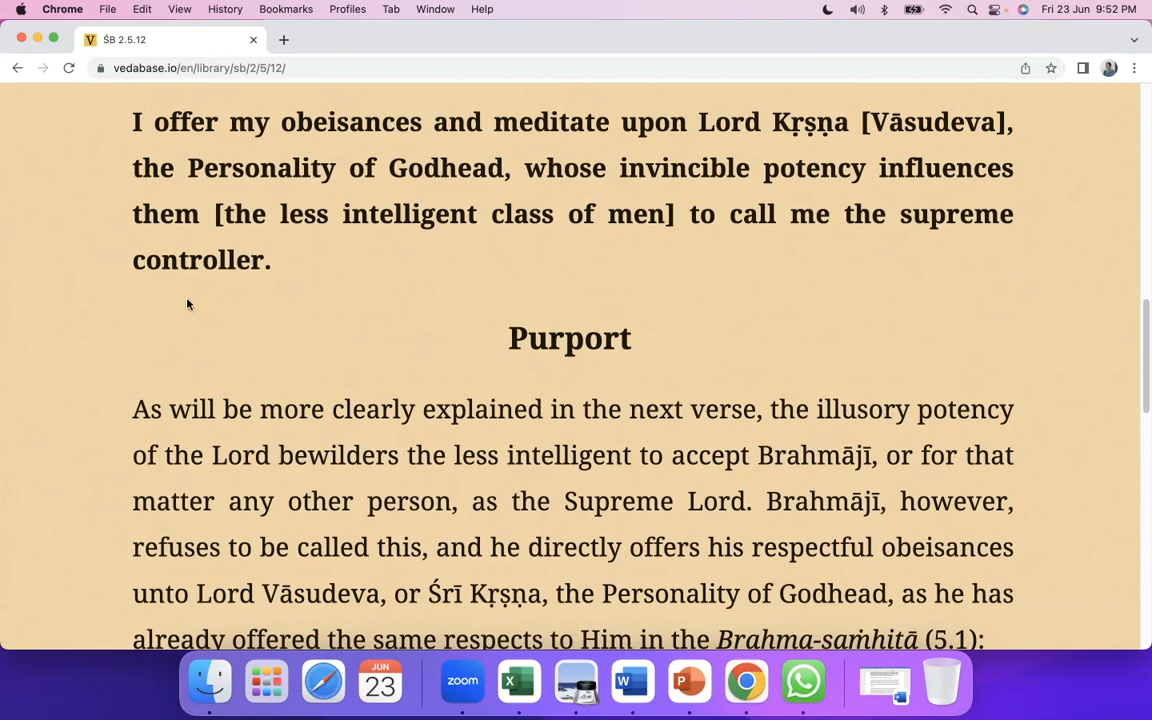 Chrome File Edit View History Bookmarks Profiles Tab Window Help Fri 23 Jun 9:52 PM
V ŚB 2.5.12
vedabase.io/en/library/sb/2/5/12/
I offer my obeisances and meditate upon Lord Kṛṣṇa [Vāsudeva],
the Personality of Godhead, whose invincible potency influences
them [the less intelligent class of men] to call me the supreme
controller.
Purport
As will be more clearly explained in the next verse, the illusory potency
of the Lord bewilders the less intelligent to accept Brahmājī, or for that
matter any other person, as the Supreme Lord. Brahmājī, however,
refuses to be called this, and he directly offers his respectful obeisances
unto Lord Vāsudeva, or Śrī Kṛṣṇa, the Personality of Godhead, as he has
already offered the same respects to Him in the Brahma-saṁhitā (5.1):
JUN
23
zoom
X
W
P